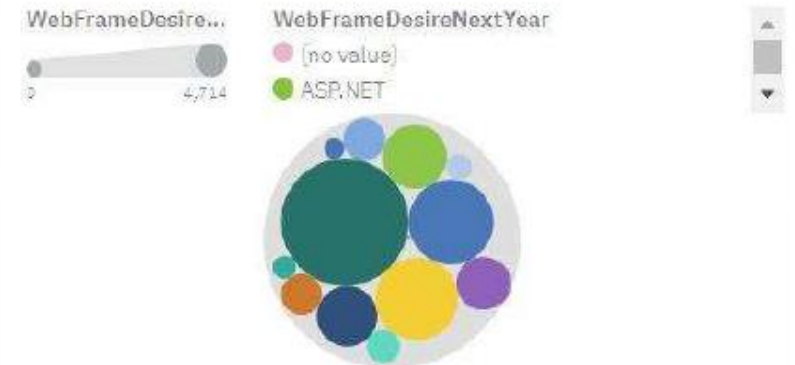 WebFrameDesire...
0
4,714
WebFrameDesireNextYear
(no value)
ASP.NET